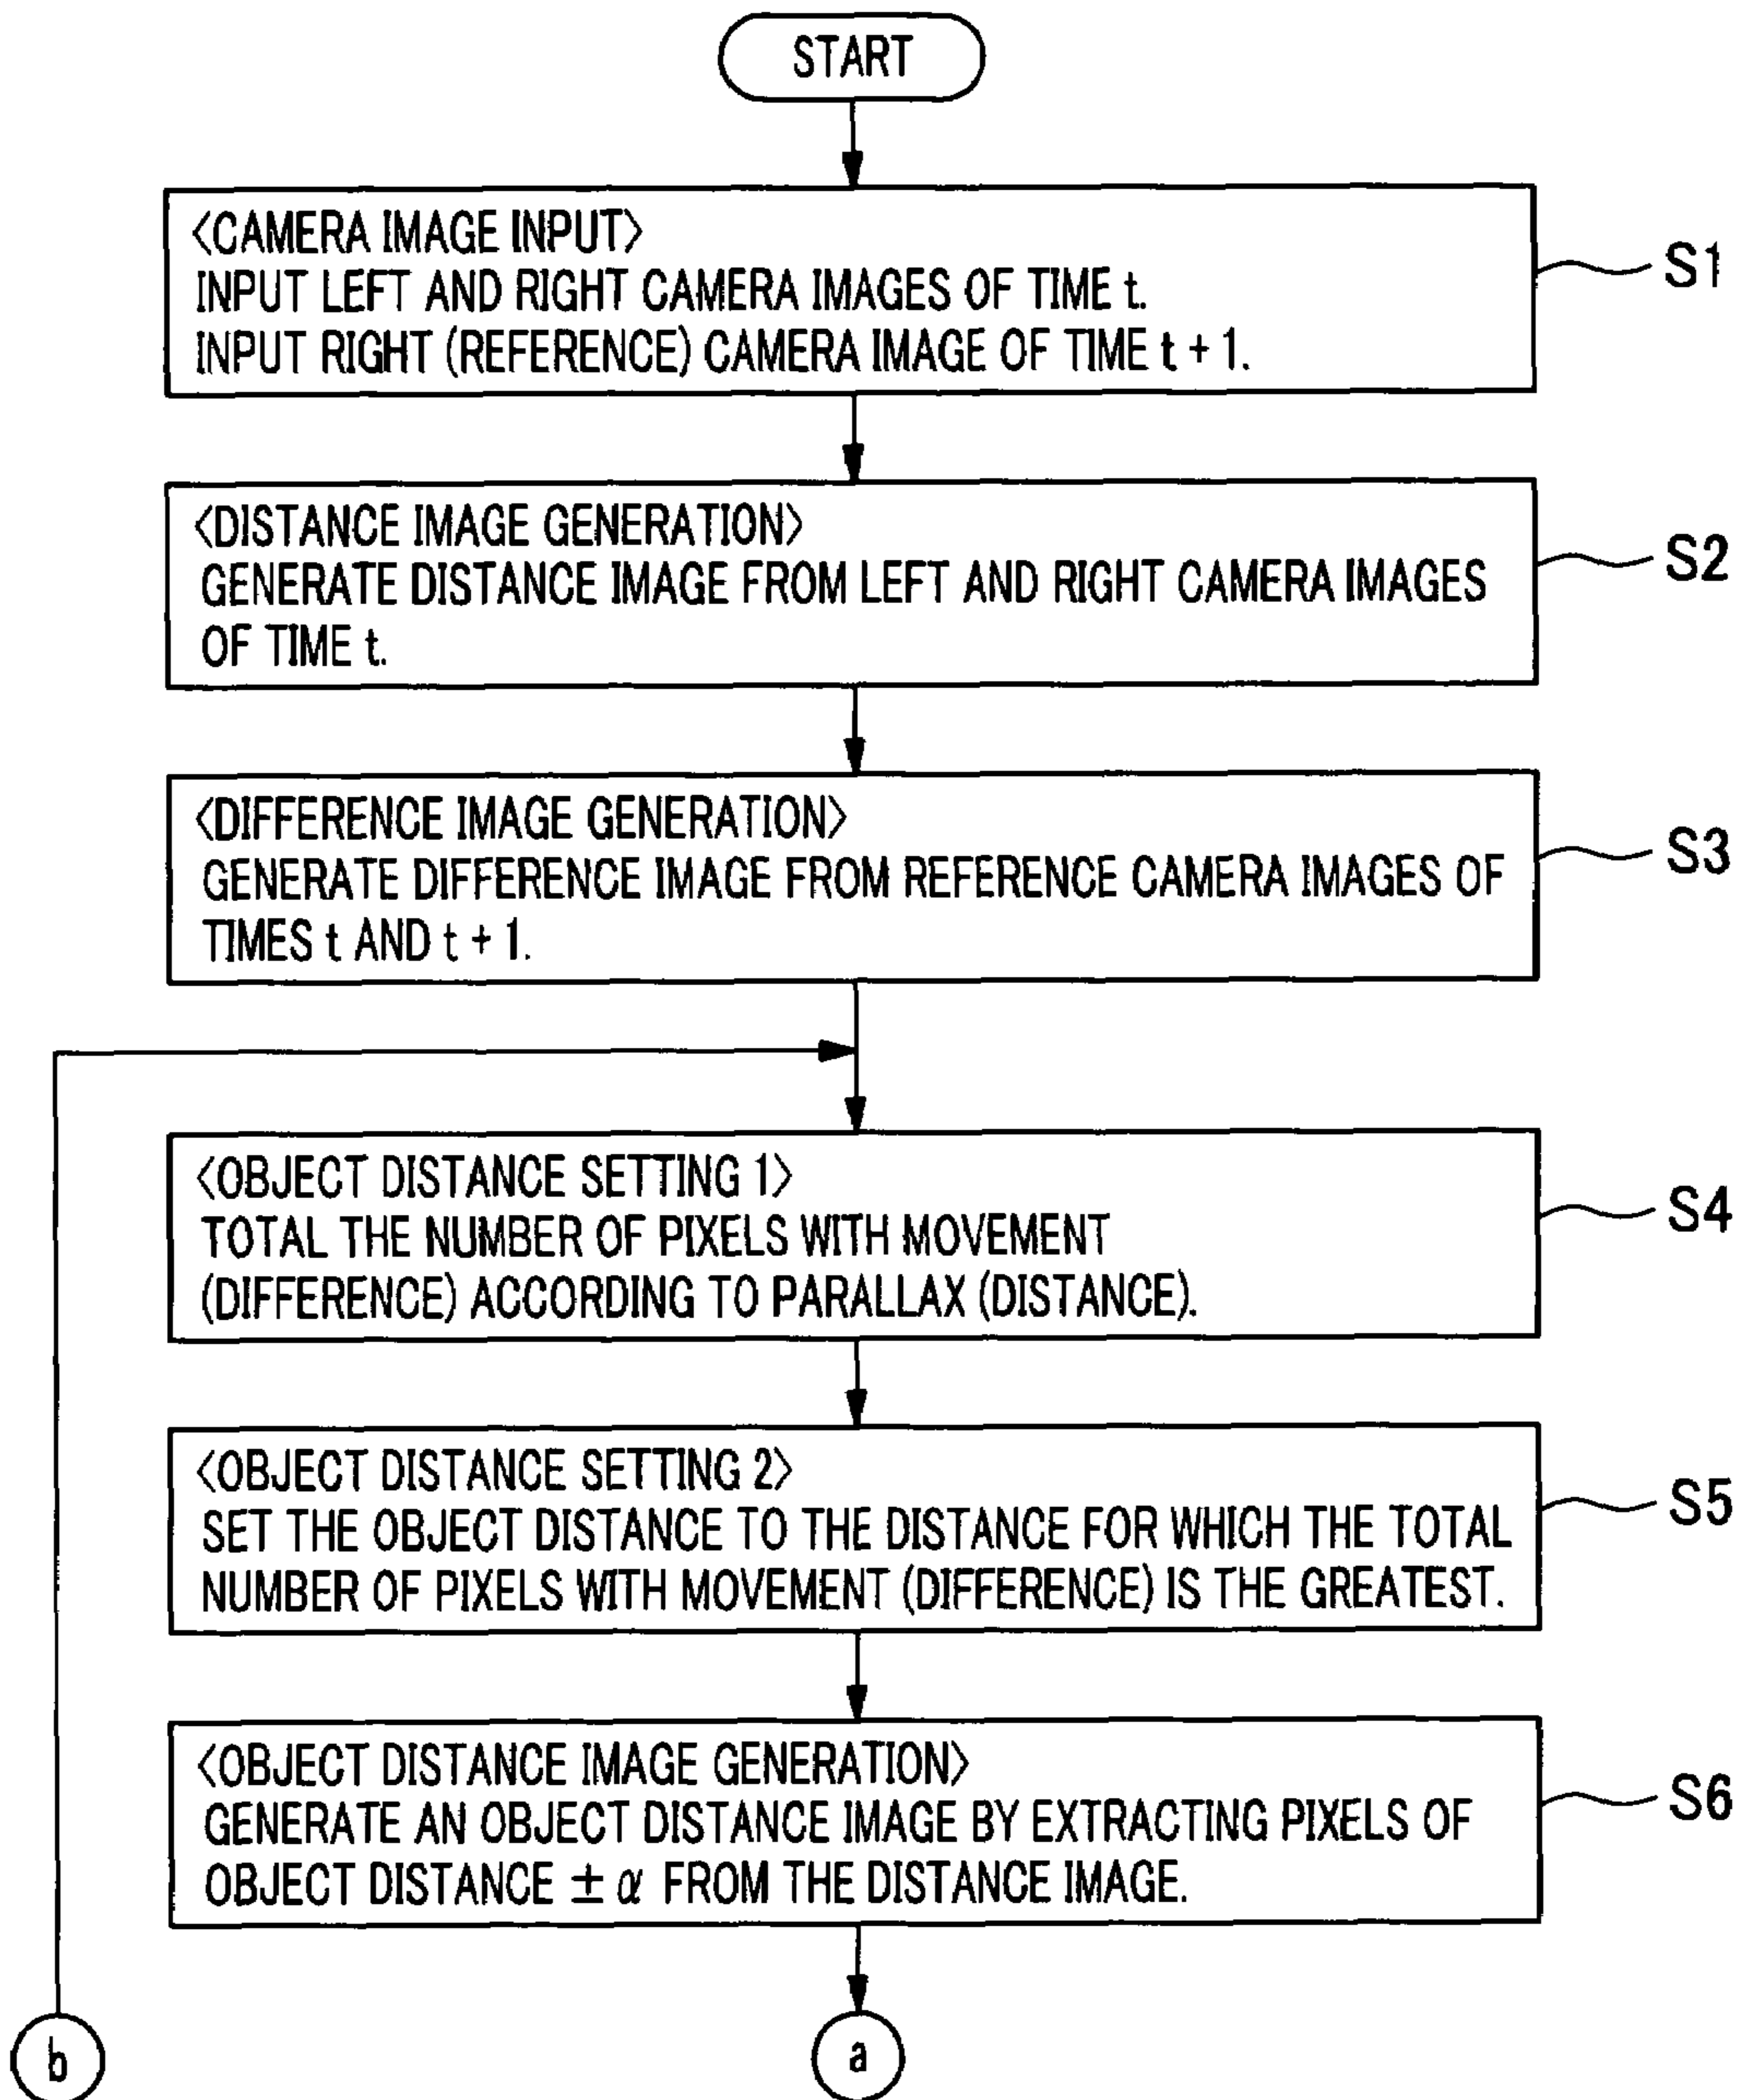 START
<CAMERA IMAGE INPUT>
INPUT LEFT AND RIGHT CAMERA IMAGES OF TIME t.
INPUT RIGHT (REFERENCE) CAMERA IMAGE OF TIME t + 1.
S1
<DISTANCE IMAGE GENERATION>
GENERATE DISTANCE IMAGE FROM LEFT AND RIGHT CAMERA IMAGES
OF TIME t.
S2
<DIFFERENCE IMAGE GENERATION>
GENERATE DIFFERENCE IMAGE FROM REFERENCE CAMERA IMAGES OF
TIMES t AND t + 1.
S3
<OBJECT DISTANCE SETTING 1>
TOTAL THE NUMBER OF PIXELS WITH MOVEMENT
(DIFFERENCE) ACCORDING TO PARALLAX (DISTANCE).
S4
<OBJECT DISTANCE SETTING 2>
SET THE OBJECT DISTANCE TO THE DISTANCE FOR WHICH THE TOTAL
NUMBER OF PIXELS WITH MOVEMENT (DIFFERENCE) IS THE GREATEST.
S5
<OBJECT DISTANCE IMAGE GENERATION>
GENERATE AN OBJECT DISTANCE IMAGE BY EXTRACTING PIXELS OF
OBJECT DISTANCE ± α FROM THE DISTANCE IMAGE.
S6
b
a